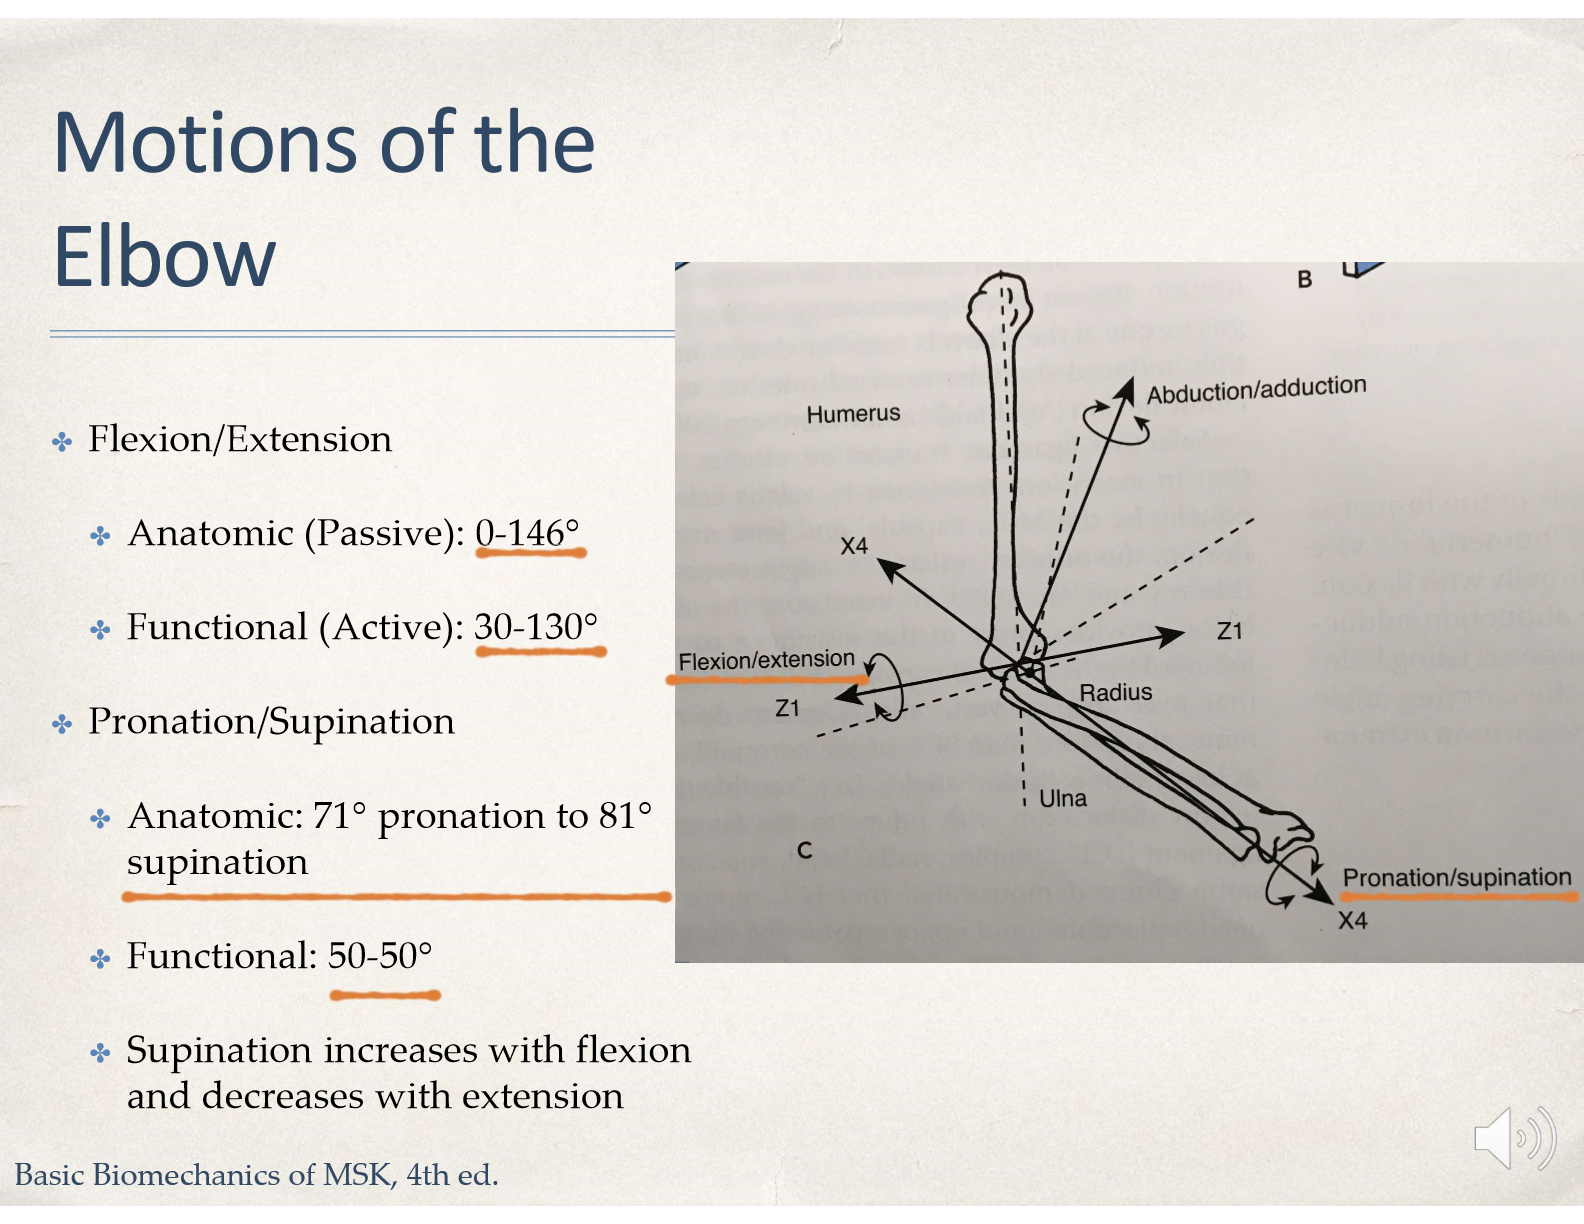 Motions of the
Elbow
Flexion/Extension
Anatomic (Passive): 0-146°
Functional (Active): 30-130°
Pronation/Supination
Anatomic: 71° pronation to 81°
supination
Functional: 50-50°
Supination increases with flexion
and decreases with extension
Basic Biomechanics of MSK, 4th ed.
B
Abduction/adduction
Humerus
X4
Z1
Flexion/extension
Z1
Radius
Ulna
C
Pronation/supination
X4